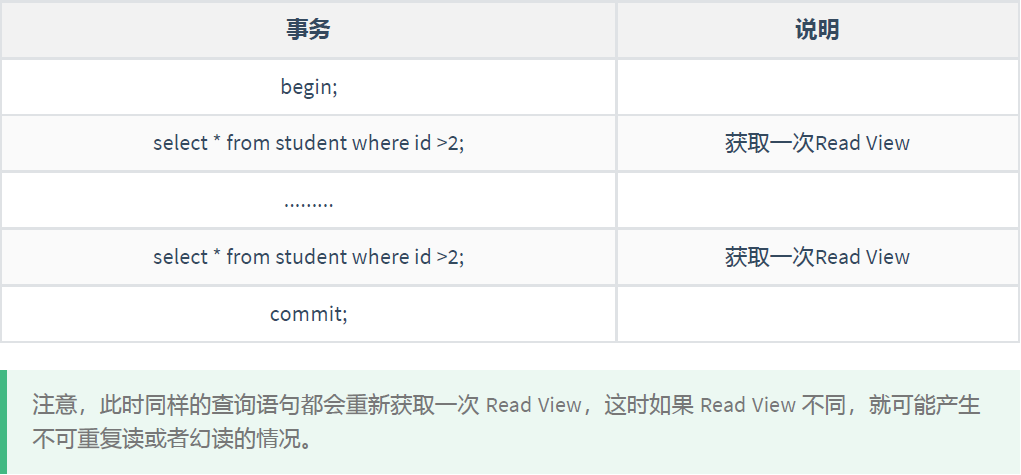 事务 说明
begin;
select * from student where id >2; 获取一次Read View
.........
select * from student where id >2; 获取一次Read View
commit;
注意，此时同样的查询语句都会重新获取一次 Read View，这时如果 Read View 不同，就可能产生
不可重复读或者幻读的情况。